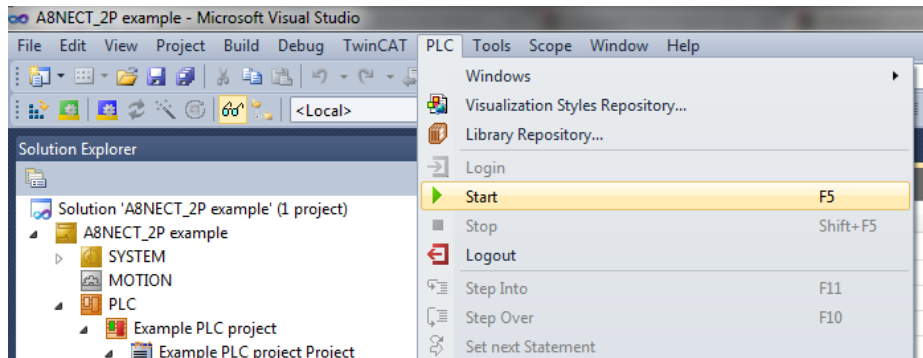 A8NECT_2P example - Microsoft Visual Studio
File Edit View Project Build Debug TwinCAT PLC Tools Scope Window Help
Windows
Visualization Styles Repository...
<Local>
Library Repository...
Solution Explorer
Login
Start F5
Solution 'A8NECT_2P example' (1 project)
Stop Shift+F5
A8NECT_2P example
SYSTEM
Logout
MOTION
Step Into F11
PLC
Step Over F10
Example PLC project
Example PLC project Project
Set next Statement